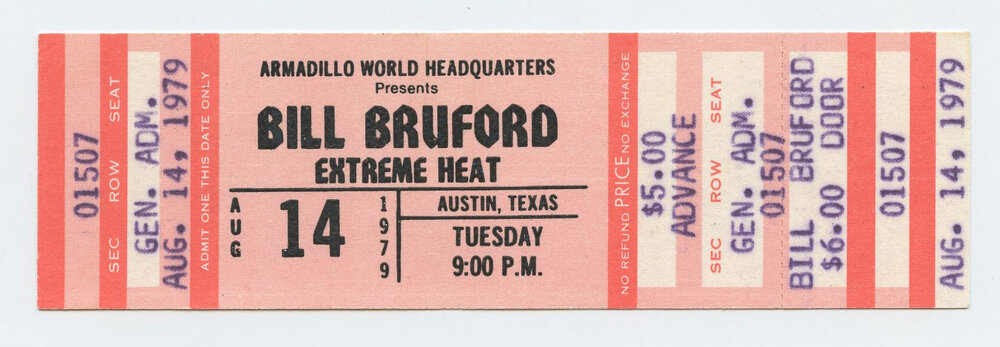 01507
SEC ROW SEAT
GEN. ADM.
AUG. 14, 1979
ADMIT ONE THIS DATE ONLY
ARMADILLO WORLD HEADQUARTERS
Presents
BILL BRUFORD
EXTREME HEAT
AUG 14 1979
AUSTIN, TEXAS
TUESDAY
9:00 P.M.
NO REFUND PRICE NO EXCHANGE
$5.00
ADVANCE
SEC ROW SEAT
GEN. ADM.
01507
BILL BRUFORD
$6.00 DOOR
01507
AUG. 14, 1979